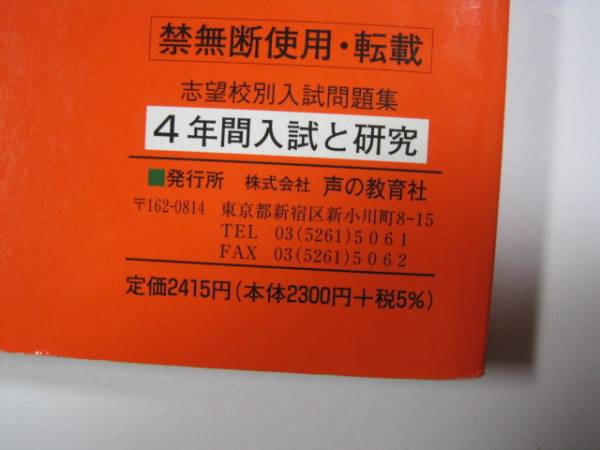 禁無断使用・転載
志望校別入試問題集
4年間入試と研究
■発行所 株式会社 声の教育社
〒162-0814 東京都新宿区新小川町8-15
TEL 03(5261)5061
FAX 03(5261)5062
定価2415円(本体2300円+税5%)